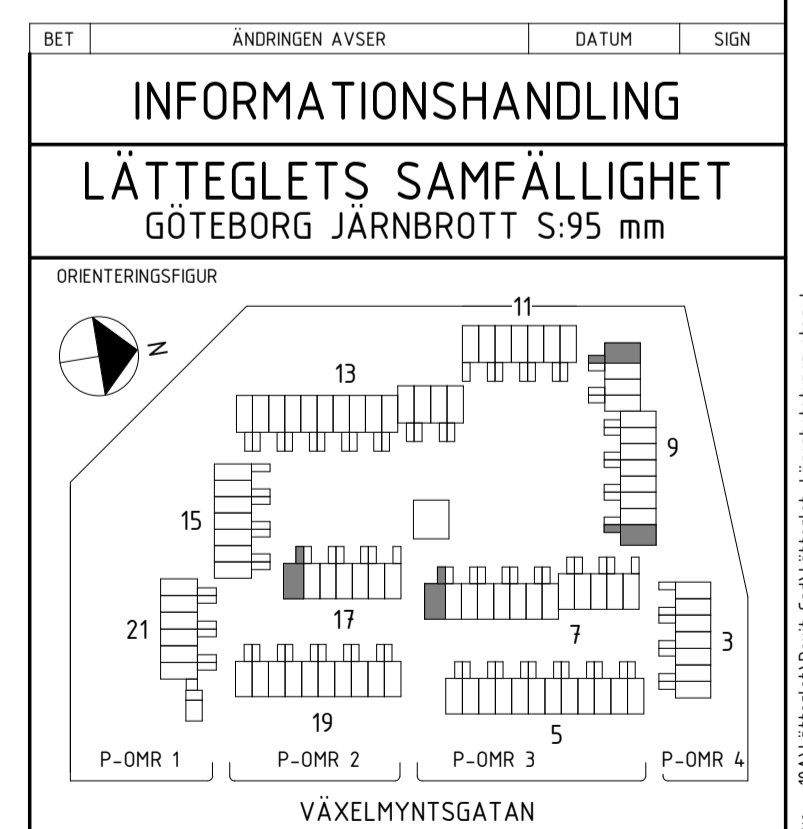 BET ÄNDRINGEN AVSER DATUM SIGN
INFORMATIONSHANDLING
LÄTTEGLETS SAMFÄLLIGHET
GÖTEBORG JÄRNBROTT S:95 mm
ORIENTERINGSFIGUR
N
11
13
9
15
17
21
7
3
19
5
P-OMR 1 P-OMR 2 P-OMR 3 P-OMR 4
VÄXELMYNTSGATAN